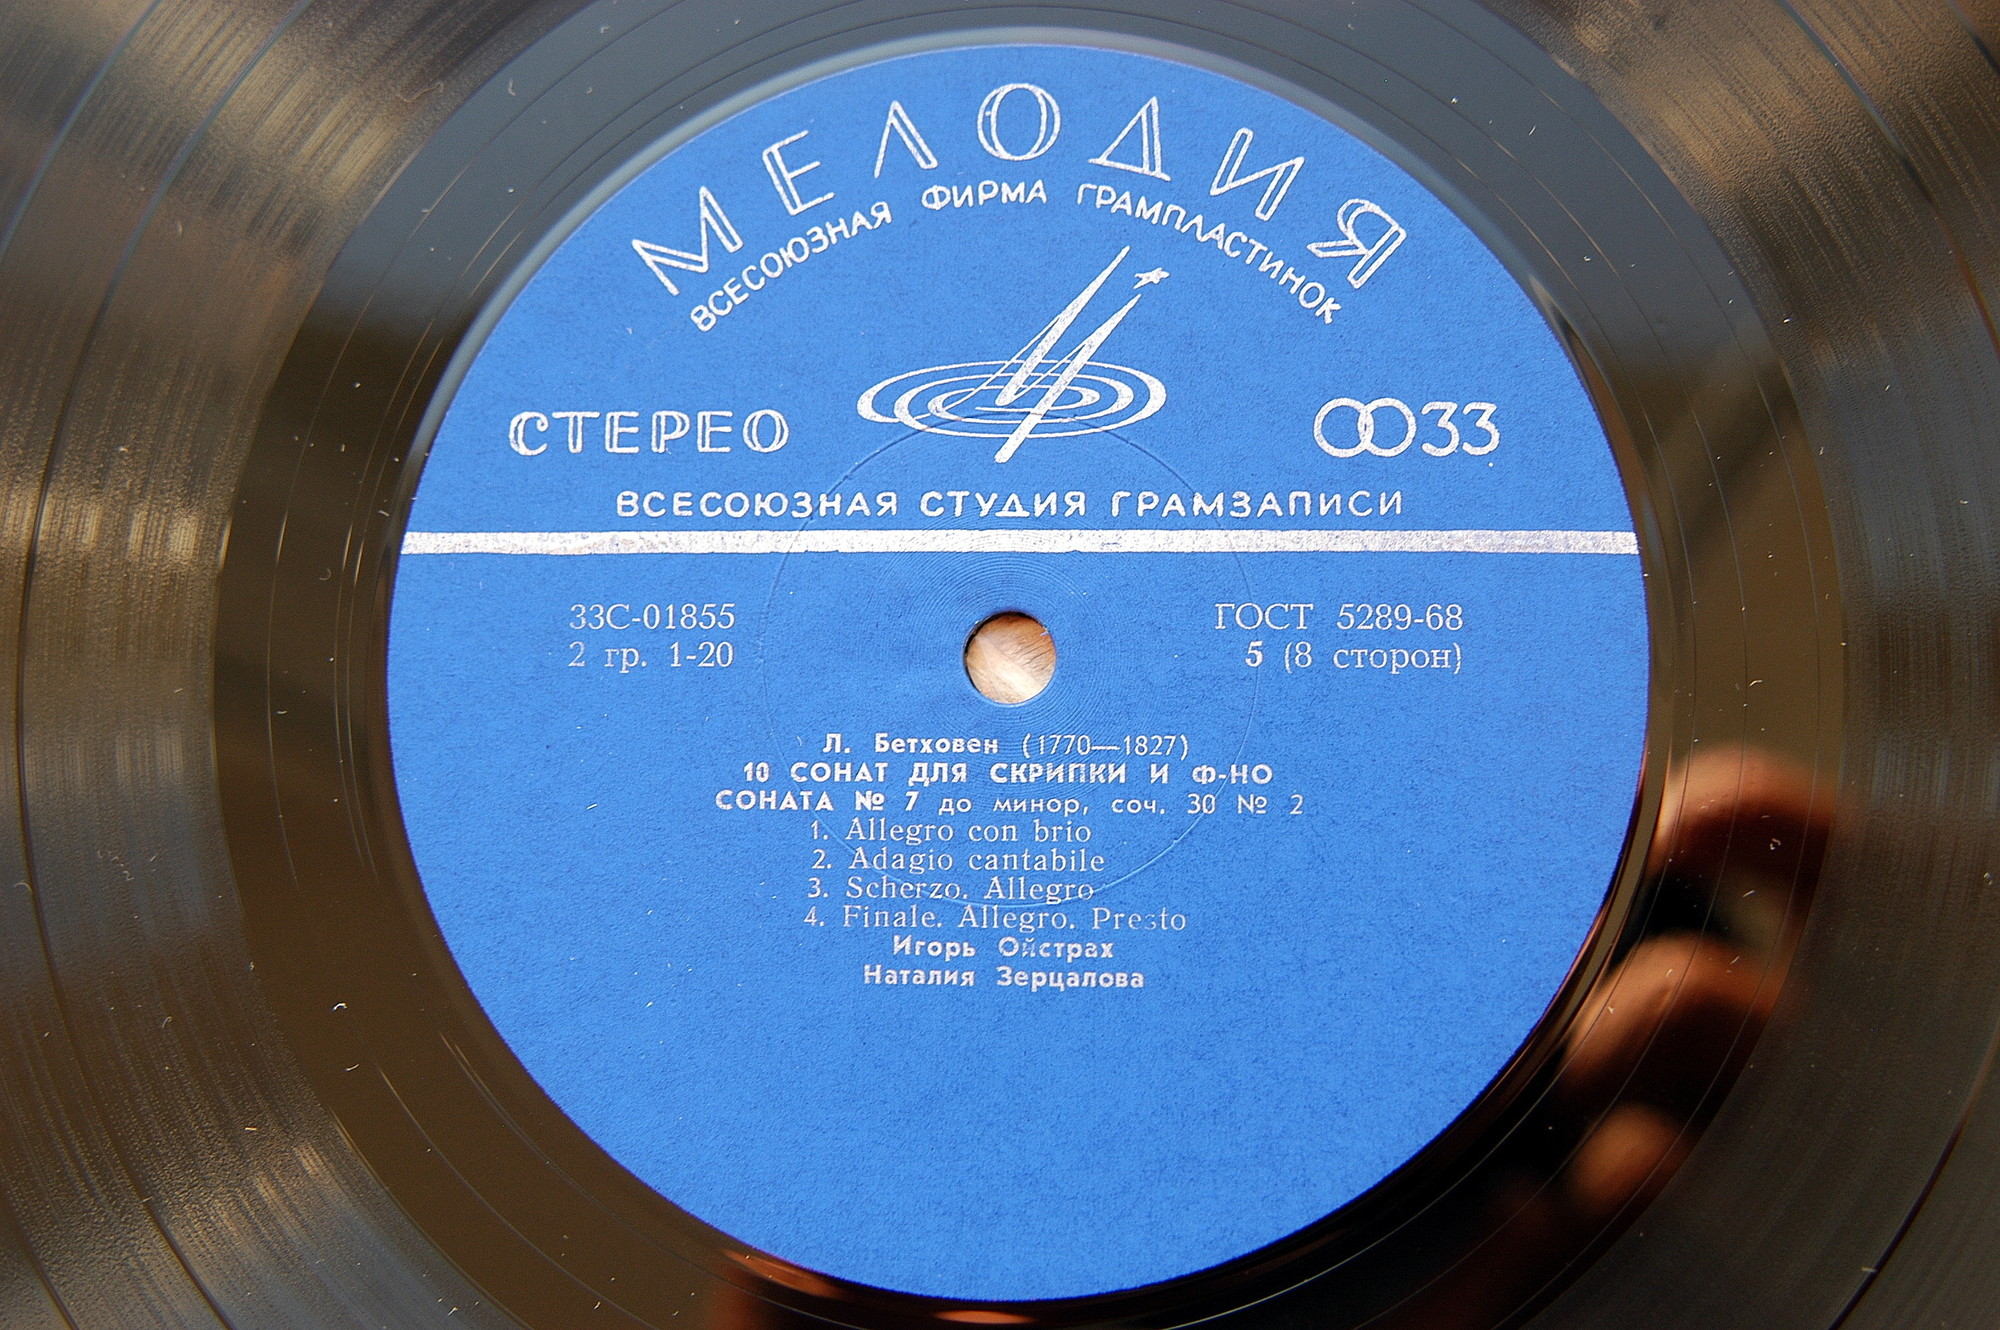 МЕЛОДИЯ
ВСЕСОЮЗНАЯ ФИРМА ГРАМПЛАСТИНОК
СТЕРЕО
33
ВСЕСОЮЗНАЯ СТУДИЯ ГРАМЗАПИСИ
33С-01855
2 гр. 1-20
ГОСТ 5289-68
5 (8 сторон)
Л. Бетховен (1770—1827)
10 СОНАТ ДЛЯ СКРИПКИ И Ф-НО
СОНАТА № 7 до минор, соч. 30 № 2
1. Allegro con brio
2. Adagio cantabile
3. Scherzo. Allegro
4. Finale. Allegro. Presto
Игорь Ойстрах
Наталия Зерцалова